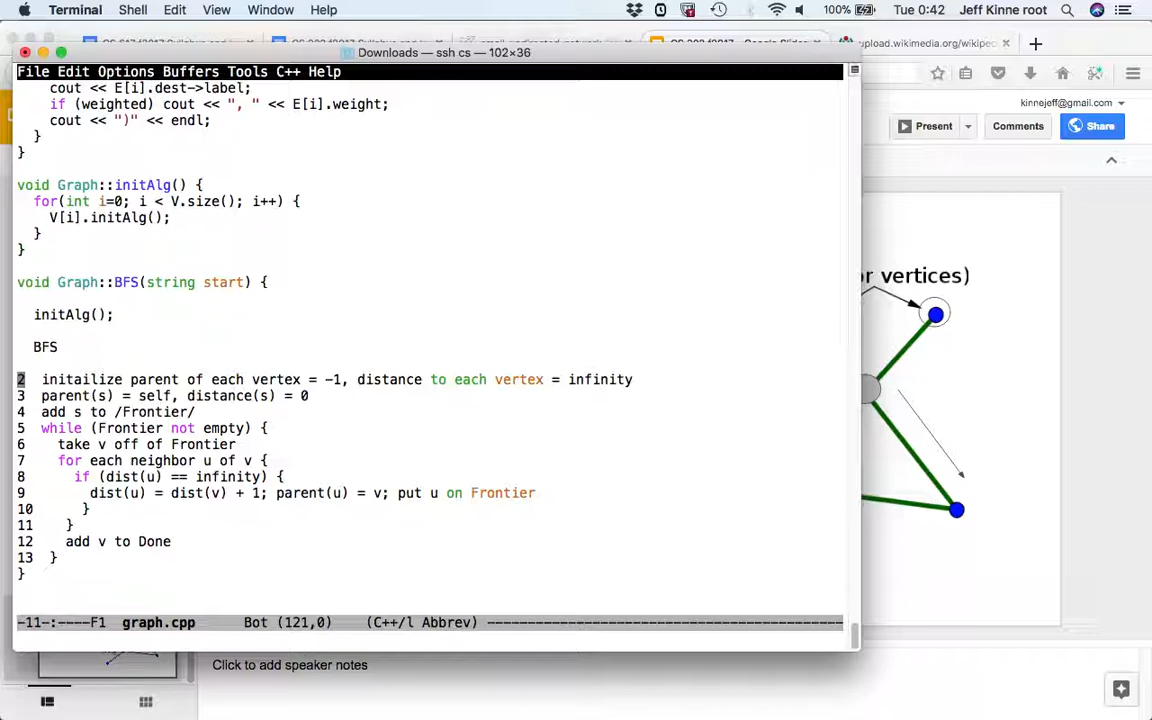 Terminal Shell Edit View Window Help 100% Tue 0:42 Jeff Kinne root
upload.wikimedia.org/wikipe
Downloads — ssh cs — 102×36
File Edit Options Buffers Tools C++ Help
cout << E[i].dest->label;
if (weighted) cout << ", " << E[i].weight;
cout << ")" << endl;
}
}
void Graph::initAlg() {
for(int i=0; i < V.size(); i++) {
V[i].initAlg();
}
}
void Graph::BFS(string start) {
initAlg();
BFS
2 initailize parent of each vertex = -1, distance to each vertex = infinity
3 parent(s) = self, distance(s) = 0
4 add s to /Frontier/
5 while (Frontier not empty) {
6 take v off of Frontier
7 for each neighbor u of v {
8 if (dist(u) == infinity) {
9 dist(u) = dist(v) + 1; parent(u) = v; put u on Frontier
10 }
11 }
12 add v to Done
13 }
}
-11-:----F1 graph.cpp Bot (121,0) (C++/l Abbrev)
kinnejeff@gmail.com
Present Comments Share
or vertices)
Click to add speaker notes